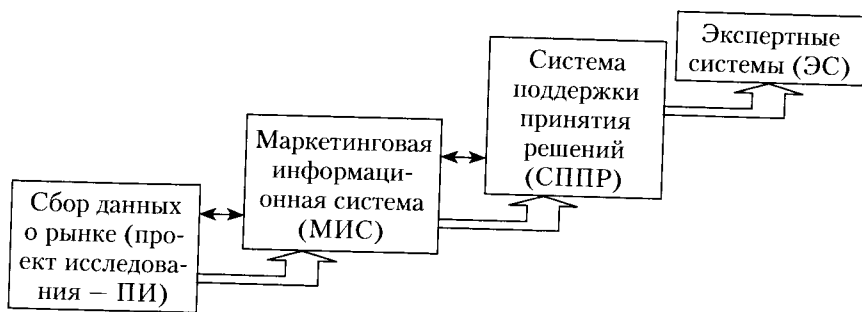 Сбор данных
о рынке (про-
ект исследова-
ния – ПИ)
Маркетинговая
информаци-
онная система
(МИС)
Система
поддержки
принятия
решений
(СППР)
Экспертные
системы (ЭС)